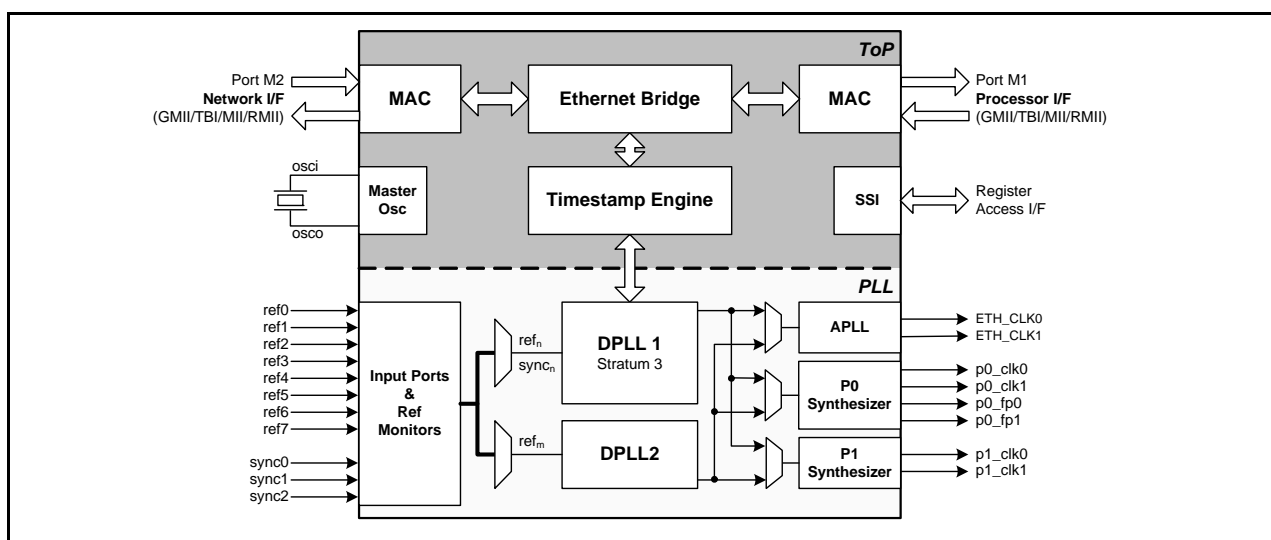 ToP
Port M2
Network I/F
(GMII/TBI/MII/RMII)
MAC
Ethernet Bridge
MAC
Port M1
Processor I/F
(GMII/TBI/MII/RMII)
osci
osco
Master
Osc
Timestamp Engine
SSI
Register
Access I/F
PLL
ref0
ref1
ref2
ref3
ref4
ref5
ref6
ref7
sync0
sync1
sync2
Input Ports
&
Ref
Monitors
refn
syncn
refm
DPLL 1
Stratum 3
DPLL2
APLL
P0
Synthesizer
P1
Synthesizer
ETH_CLK0
ETH_CLK1
p0_clk0
p0_clk1
p0_fp0
p0_fp1
p1_clk0
p1_clk1